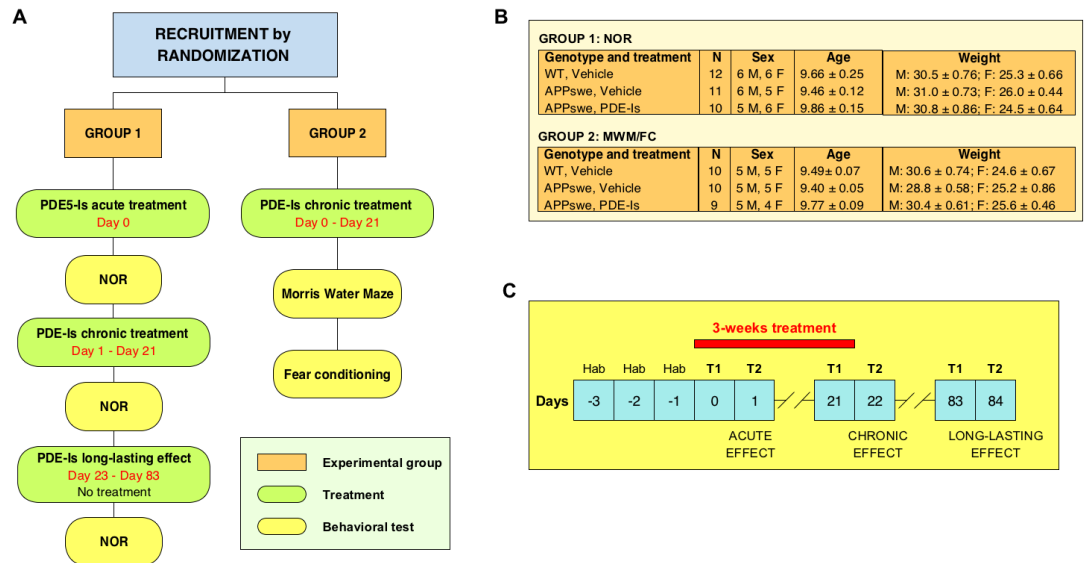 A
RECRUITMENT by
RANDOMIZATION
GROUP 1
GROUP 2
PDE5-Is acute treatment
Day 0
PDE-Is chronic treatment
Day 0 - Day 21
NOR
Morris Water Maze
PDE-Is chronic treatment
Day 1 - Day 21
Fear conditioning
NOR
PDE-Is long-lasting effect
Day 23 - Day 83
No treatment
NOR
Experimental group
Treatment
Behavioral test
B
GROUP 1: NOR
Genotype and treatment N Sex Age Weight
WT, Vehicle 12 6 M, 6 F 9.66 ± 0.25 M: 30.5 ± 0.76; F: 25.3 ± 0.66
APPswe, Vehicle 11 6 M, 5 F 9.46 ± 0.12 M: 31.0 ± 0.73; F: 26.0 ± 0.44
APPswe, PDE-Is 10 5 M, 6 F 9.86 ± 0.15 M: 30.8 ± 0.86; F: 24.5 ± 0.64
GROUP 2: MWM/FC
Genotype and treatment N Sex Age Weight
WT, Vehicle 10 5 M, 5 F 9.49± 0.07 M: 30.6 ± 0.74; F: 24.6 ± 0.67
APPswe, Vehicle 10 5 M, 5 F 9.40 ± 0.05 M: 28.8 ± 0.58; F: 25.2 ± 0.86
APPswe, PDE-Is 9 5 M, 4 F 9.77 ± 0.09 M: 30.4 ± 0.61; F: 25.6 ± 0.46
C
3-weeks treatment
Hab Hab Hab T1 T2 T1 T2 T1 T2
Days -3 -2 -1 0 1 21 22 83 84
ACUTE CHRONIC LONG-LASTING
EFFECT EFFECT EFFECT